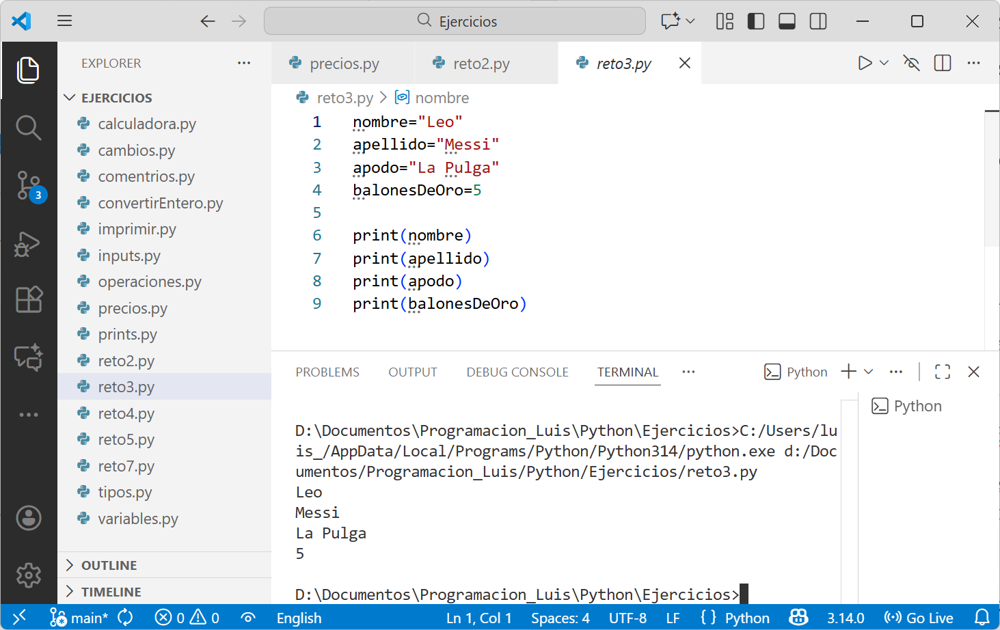 Ejercicios
EXPLORER
EJERCICIOS
calculadora.py
cambios.py
comentrios.py
convertirEntero.py
imprimir.py
inputs.py
operaciones.py
precios.py
prints.py
reto2.py
reto3.py
reto4.py
reto5.py
reto7.py
tipos.py
variables.py
OUTLINE
TIMELINE
3
precios.py reto2.py reto3.py
reto3.py > nombre
1 nombre="Leo"
2 apellido="Messi"
3 apodo="La Pulga"
4 balonesDeOro=5
5
6 print(nombre)
7 print(apellido)
8 print(apodo)
9 print(balonesDeOro)
PROBLEMS OUTPUT DEBUG CONSOLE TERMINAL Python
Python
D:\Documentos\Programacion_Luis\Python\Ejercicios>C:/Users/lu
is_/AppData/Local/Programs/Python/Python314/python.exe d:/Doc
umentos/Programacion_Luis/Python/Ejercicios/reto3.py
Leo
Messi
La Pulga
5
D:\Documentos\Programacion_Luis\Python\Ejercicios>
main* 0 0 English Ln 1, Col 1 Spaces: 4 UTF-8 LF { } Python 3.14.0 Go Live